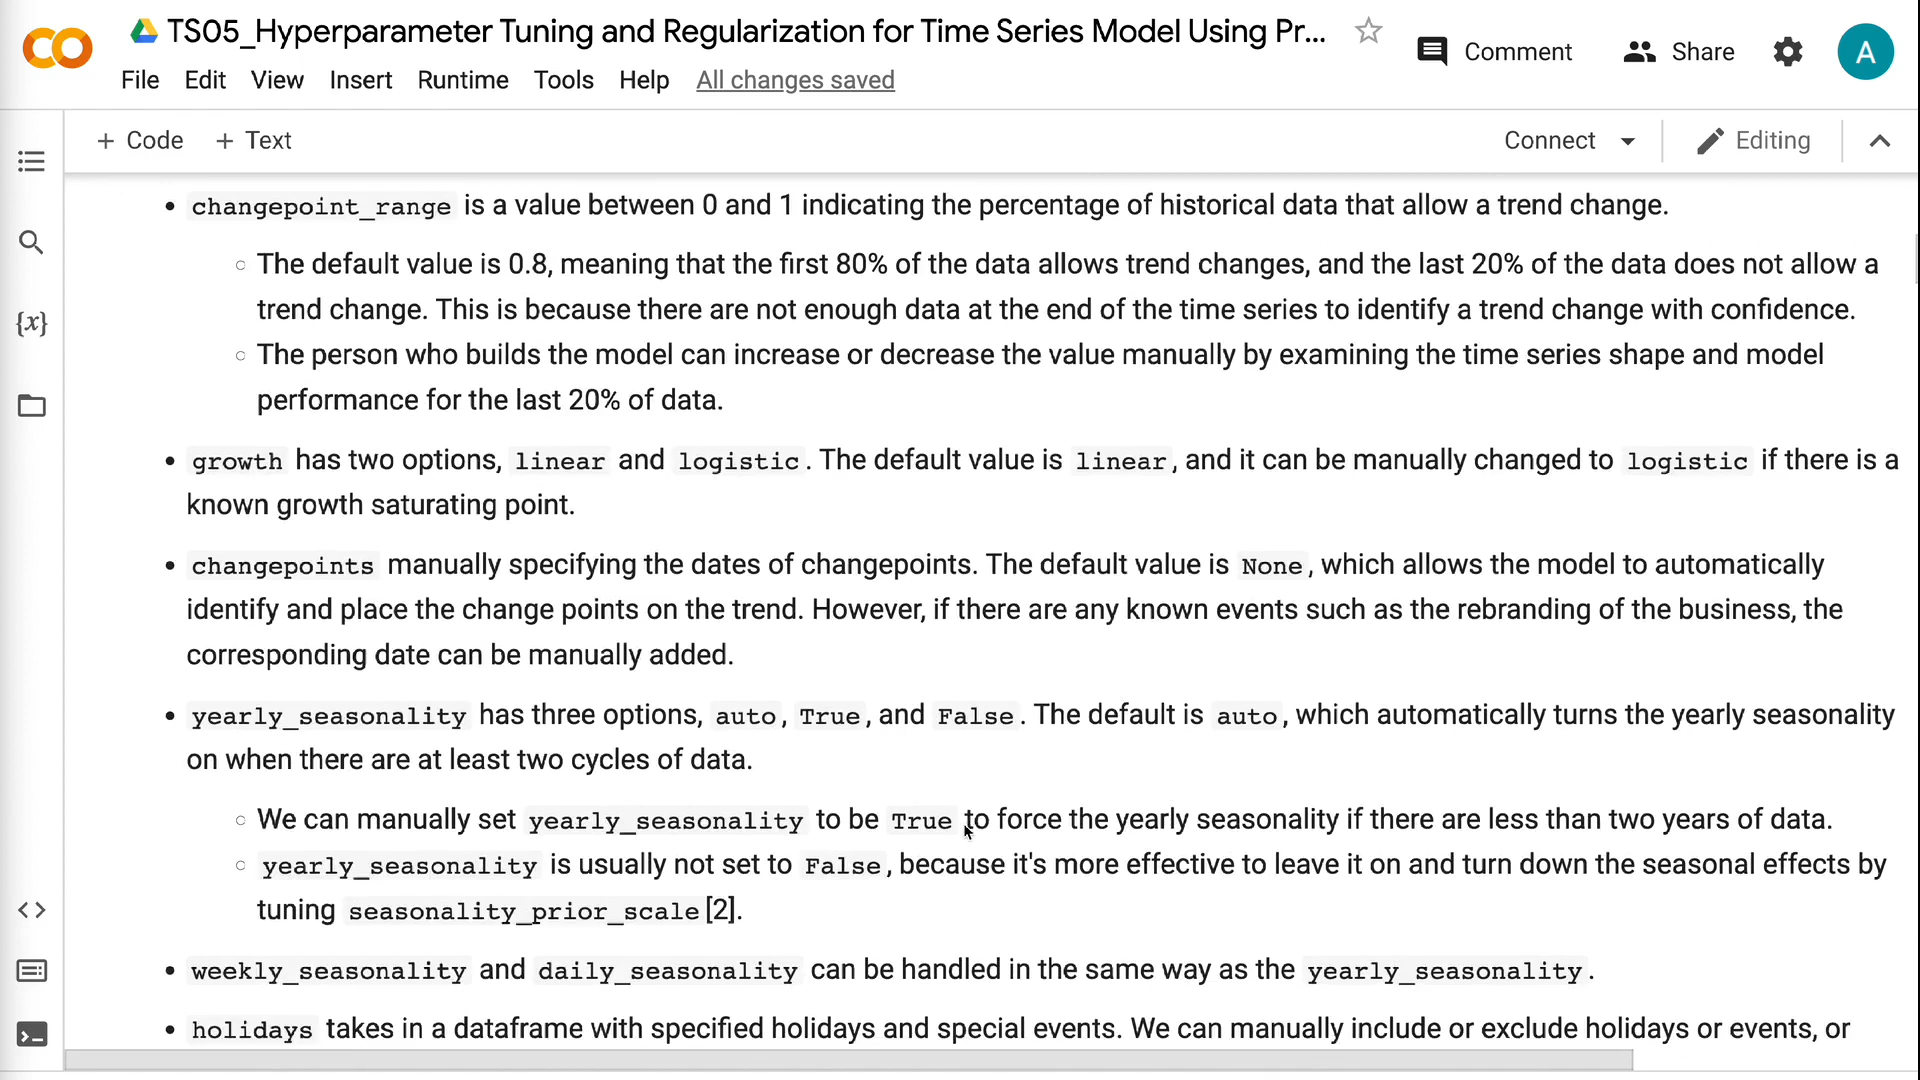 TS05_Hyperparameter Tuning and Regularization for Time Series Model Using Pr...
Comment
Share
A
File Edit View Insert Runtime Tools Help All changes saved
+ Code + Text
Connect
Editing
{x}
• changepoint_range is a value between 0 and 1 indicating the percentage of historical data that allow a trend change.
○ The default value is 0.8, meaning that the first 80% of the data allows trend changes, and the last 20% of the data does not allow a
trend change. This is because there are not enough data at the end of the time series to identify a trend change with confidence.
○ The person who builds the model can increase or decrease the value manually by examining the time series shape and model
performance for the last 20% of data.
• growth has two options, linear and logistic. The default value is linear, and it can be manually changed to logistic if there is a
known growth saturating point.
• changepoints manually specifying the dates of changepoints. The default value is None, which allows the model to automatically
identify and place the change points on the trend. However, if there are any known events such as the rebranding of the business, the
corresponding date can be manually added.
• yearly_seasonality has three options, auto, True, and False. The default is auto, which automatically turns the yearly seasonality
on when there are at least two cycles of data.
○ We can manually set yearly_seasonality to be True to force the yearly seasonality if there are less than two years of data.
○ yearly_seasonality is usually not set to False, because it's more effective to leave it on and turn down the seasonal effects by
tuning seasonality_prior_scale[2].
• weekly_seasonality and daily_seasonality can be handled in the same way as the yearly_seasonality.
• holidays takes in a dataframe with specified holidays and special events. We can manually include or exclude holidays or events, or